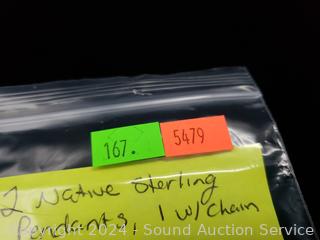 167. 5479
2 Native Sterling
Pendants, 1 w/ Chain
Copyright 2024 - Sound Auction Service